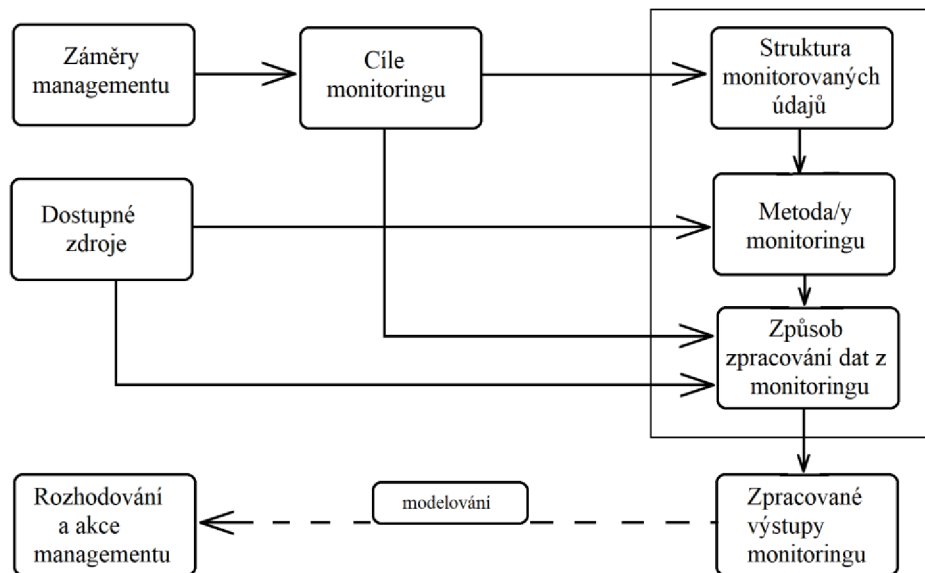 Záměry
managementu
Cíle
monitoringu
Struktura
monitorovaných
údajů
Dostupné
zdroje
Metoda/y
monitoringu
Způsob
zpracování dat z
monitoringu
Rozhodování
a akce
managementu
modelování
Zpracované
výstupy
monitoringu